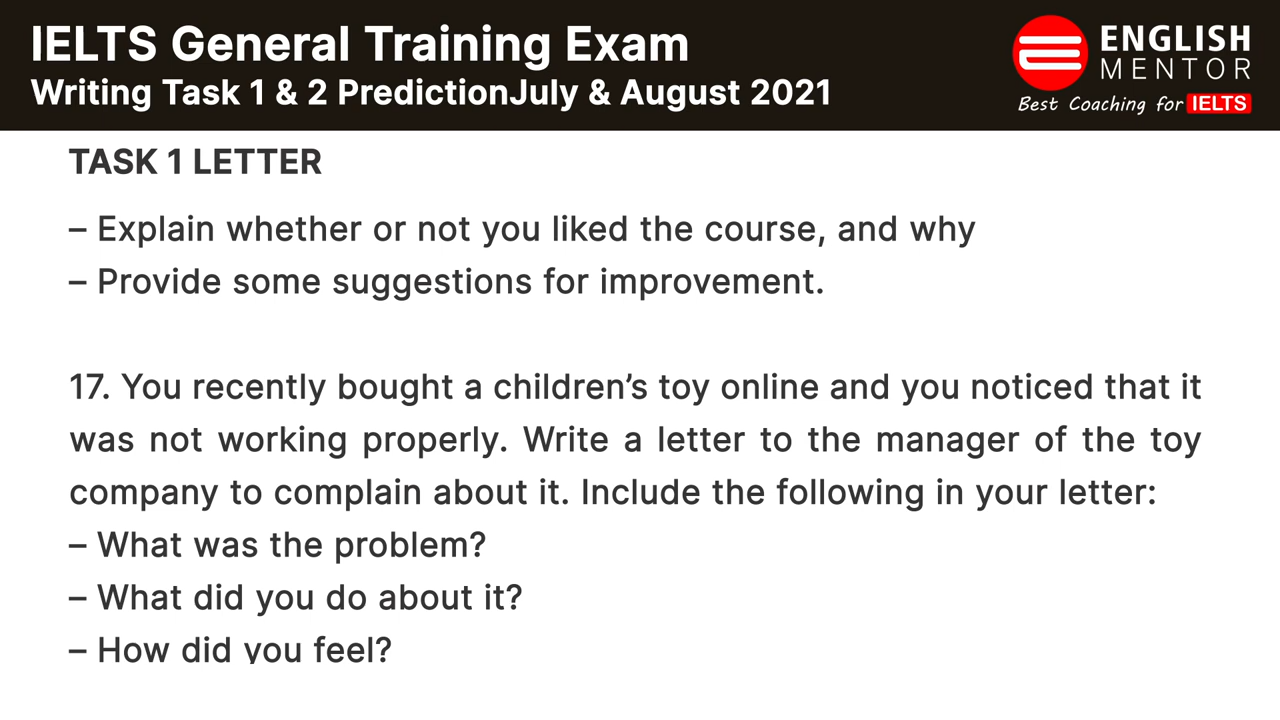 IELTS General Training Exam
Writing Task 1 & 2 PredictionJuly & August 2021
ENGLISH
MENTOR
Best Coaching for IELTS
TASK 1 LETTER
– Explain whether or not you liked the course, and why
– Provide some suggestions for improvement.
17. You recently bought a children’s toy online and you noticed that it
was not working properly. Write a letter to the manager of the toy
company to complain about it. Include the following in your letter:
– What was the problem?
– What did you do about it?
– How did you feel?